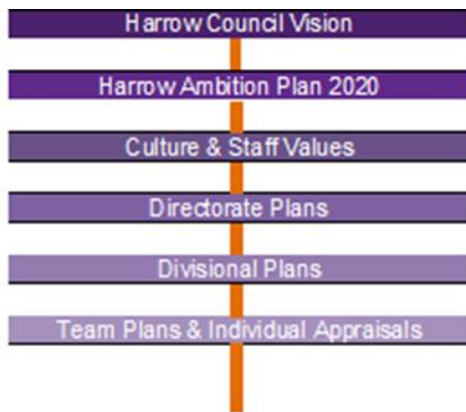 Harrow Council Vision
Harrow Ambition Plan 2020
Culture & Staff Values
Directorate Plans
Divisional Plans
Team Plans & Individual Appraisals